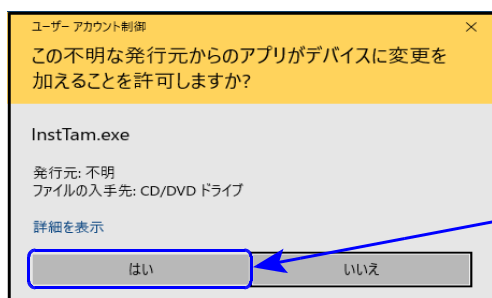 ユーザー アカウント制御
この不明な発行元からのアプリがデバイスに変更を
加えることを許可しますか?
InstTam.exe
発行元: 不明
ファイルの入手先: CD/DVD ドライブ
詳細を表示
はい
いいえ